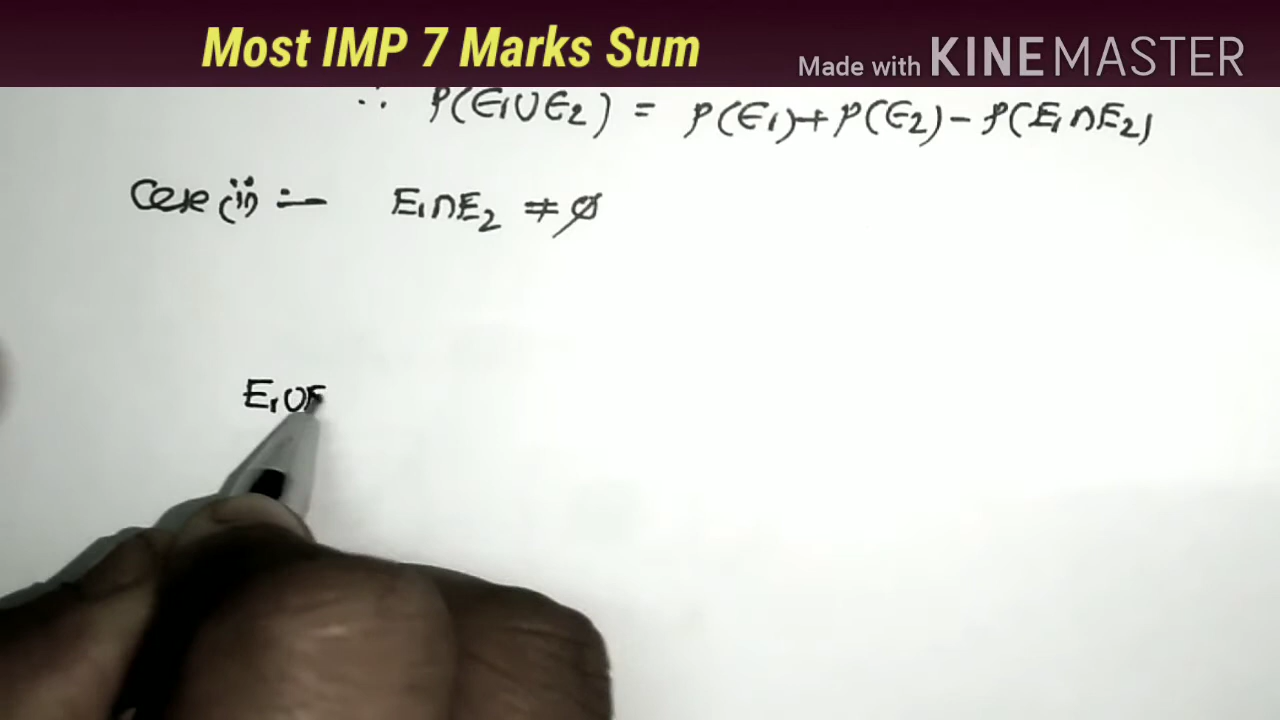 Most IMP 7 Marks Sum
Made with KINEMASTER
∴ P(E1∪E2) = P(E1)+P(E2)-P(E1∩E2)
Case (ii) :- E1∩E2 ≠ ∅
E1∪E